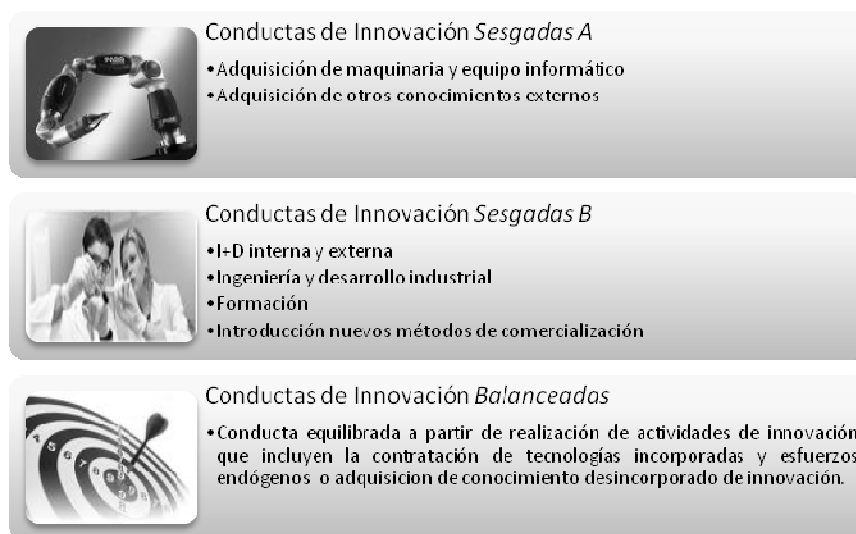 Conductas de Innovación Sesgadas A
•Adquisición de maquinaria y equipo informático
•Adquisición de otros conocimientos externos
Conductas de Innovación Sesgadas B
•I+D interna y externa
•Ingeniería y desarrollo industrial
•Formación
•Introducción nuevos métodos de comercialización
Conductas de Innovación Balanceadas
•Conducta equilibrada a partir de realización de actividades de innovación
que incluyen la contratación de tecnologías incorporadas y esfuerzos
endógenos o adquisicion de conocimiento desincorporado de innovación.